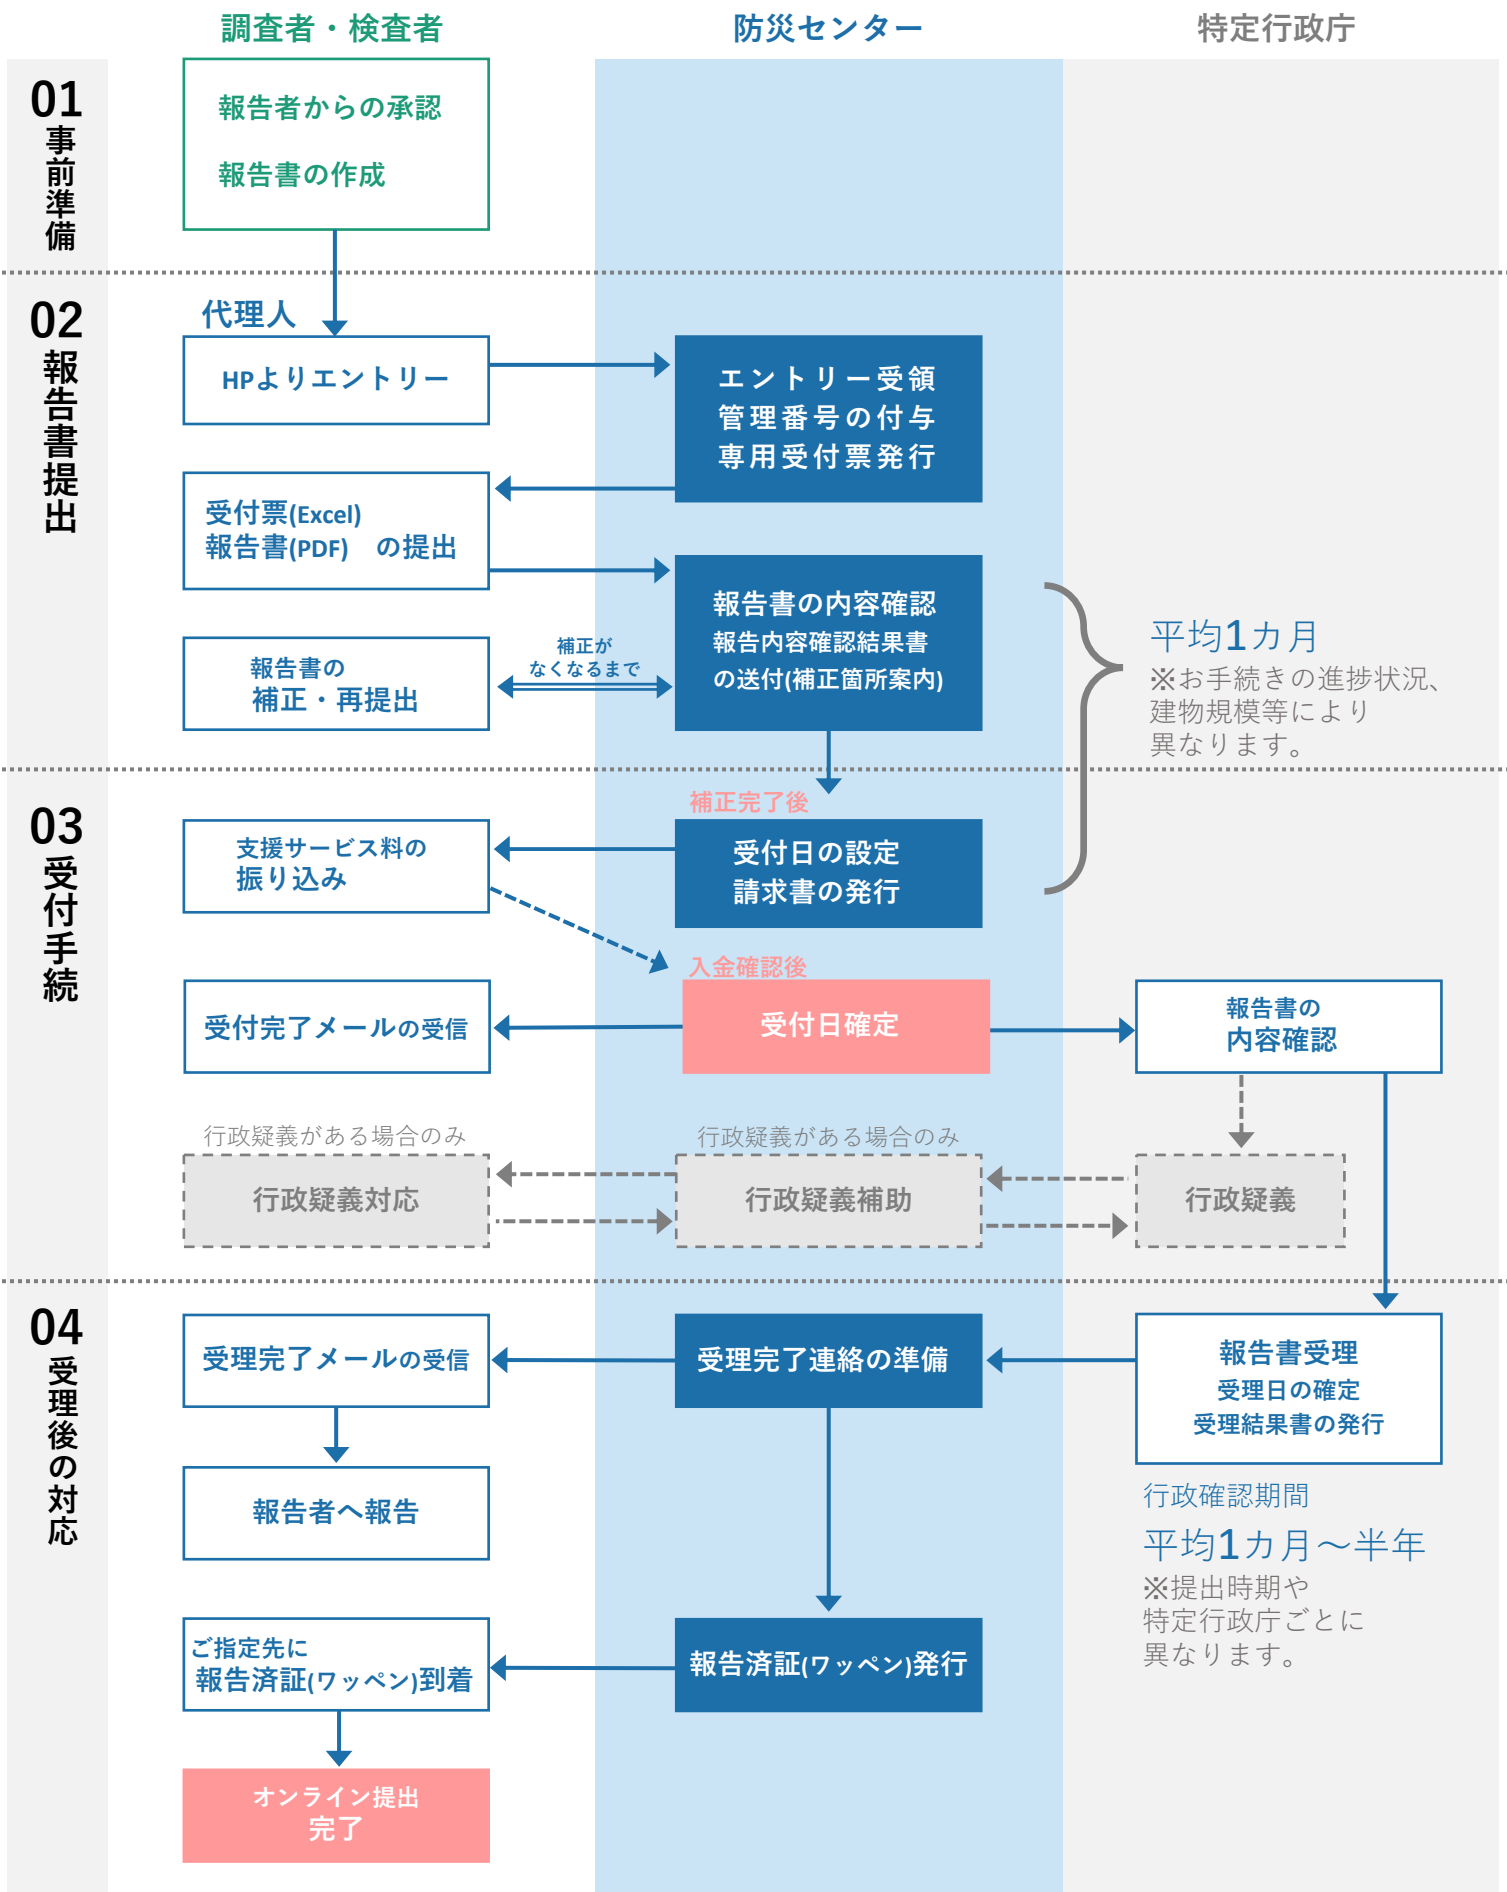 調査者・検査者
防災センター
特定行政庁
01
事前準備
報告者からの承認
報告書の作成
02
報告書提出
代理人
HPよりエントリー
エントリー受領
管理番号の付与
専用受付票発行
受付票(Excel)
報告書(PDF)　の提出
報告書の内容確認
報告内容確認結果書
の送付(補正箇所案内)
補正が
なくなるまで
報告書の
補正・再提出
平均1カ月
※お手続きの進捗状況、
建物規模等により
異なります。
03
受付手続
補正完了後
受付日の設定
請求書の発行
支援サービス料の
振り込み
入金確認後
受付日確定
受付完了メールの受信
報告書の
内容確認
行政疑義がある場合のみ
行政疑義対応
行政疑義がある場合のみ
行政疑義補助
行政疑義
04
受理後の対応
受理完了メールの受信
受理完了連絡の準備
報告書受理
受理日の確定
受理結果書の発行
報告者へ報告
行政確認期間
平均1カ月～半年
※提出時期や
特定行政庁ごとに
異なります。
ご指定先に
報告済証(ワッペン)到着
報告済証(ワッペン)発行
オンライン提出
完了